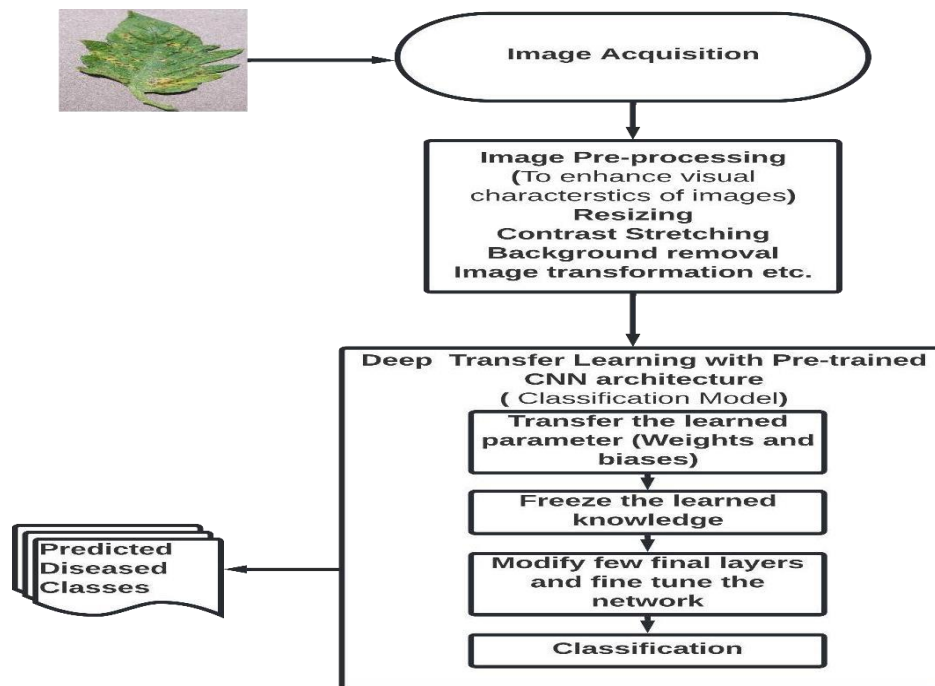 Image Acquisition
Image Pre-processing
(To enhance visual
characterstics of images)
Resizing
Contrast Stretching
Background removal
Image transformation etc.
Deep Transfer Learning with Pre-trained
CNN architecture
( Classification Model)
Transfer the learned
parameter (Weights and
biases)
Freeze the learned
knowledge
Modify few final layers
and fine tune the
network
Classification
Predicted
Diseased
Classes